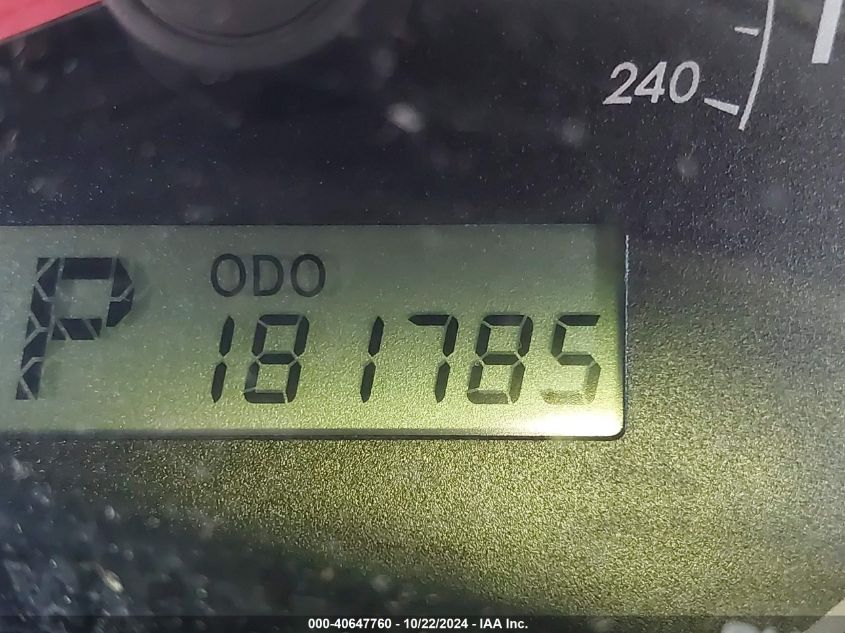 240
P ODO
181785
000-40647760 - 10/22/2024 - IAA Inc.